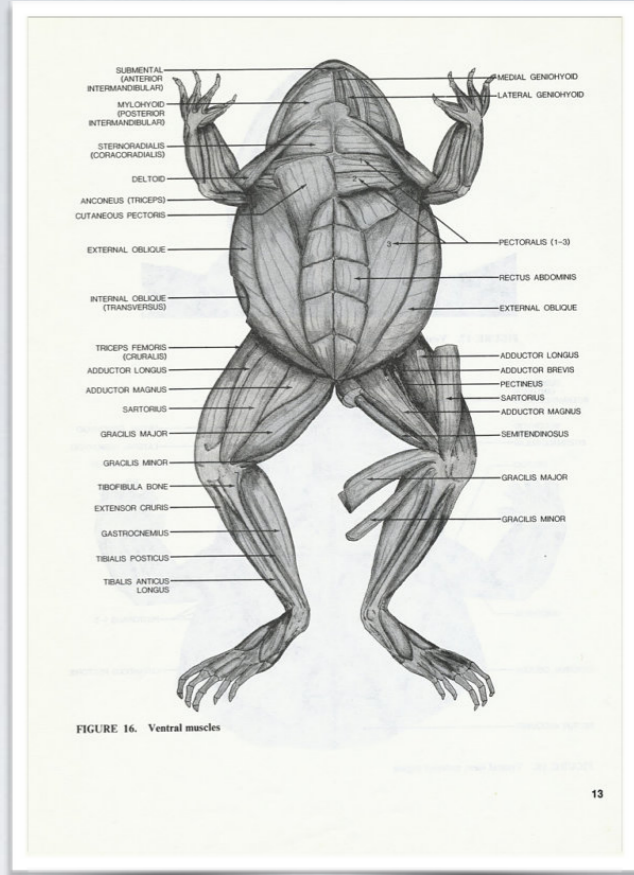 SUBMENTAL
(ANTERIOR
INTERMANDIBULAR)
MYLOHYOID
(POSTERIOR
INTERMANDIBULAR)
STERNORADIALIS
(CORACORADIALIS)
DELTOID
ANCONEUS (TRICEPS)
CUTANEOUS PECTORIS
EXTERNAL OBLIQUE
INTERNAL OBLIQUE
(TRANSVERSUS)
TRICEPS FEMORIS
(CRURALIS)
ADDUCTOR LONGUS
ADDUCTOR MAGNUS
SARTORIUS
GRACILIS MAJOR
GRACILIS MINOR
TIBOFIBULA BONE
EXTENSOR CRURIS
GASTROCNEMIUS
TIBIALIS POSTICUS
TIBALIS ANTICUS
LONGUS
MEDIAL GENIOHYOID
LATERAL GENIOHYOID
1
2
3
PECTORALIS (1–3)
RECTUS ABDOMINIS
EXTERNAL OBLIQUE
ADDUCTOR LONGUS
ADDUCTOR BREVIS
PECTINEUS
SARTORIUS
ADDUCTOR MAGNUS
SEMITENDINOSUS
GRACILIS MAJOR
GRACILIS MINOR
FIGURE 16. Ventral muscles
13